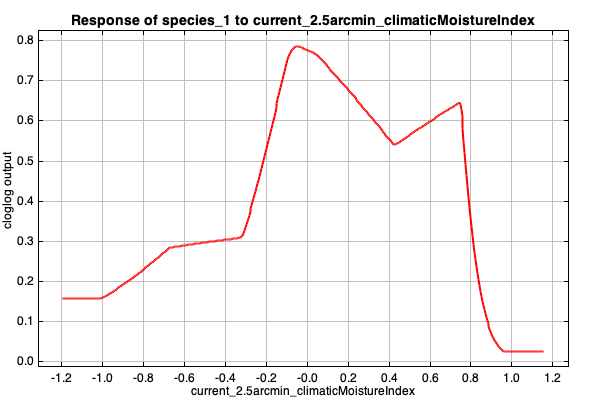 Response of species_1 to current_2.5arcmin_climaticMoistureIndex
cloglog output
0.8
0.7
0.6
0.5
0.4
0.3
0.2
0.1
0.0
-1.2 -1.0 -0.8 -0.6 -0.4 -0.2 -0.0 0.2 0.4 0.6 0.8 1.0 1.2
current_2.5arcmin_climaticMoistureIndex